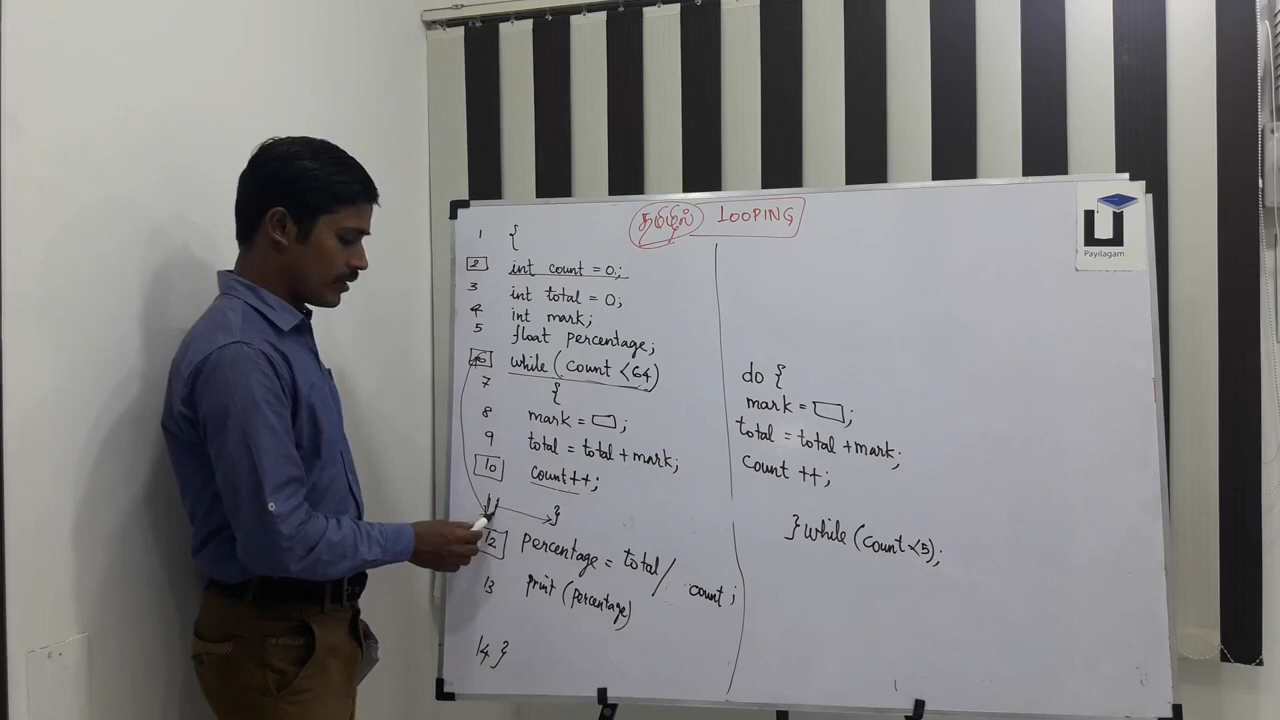 தமிழில் LOOPING
1 {
2 int count = 0;
3 int total = 0;
4 int mark;
5 float percentage;
6 while (count <64)
7 {
8 mark = ;
9 total = total + mark;
10 count++;
11 }
12 percentage = total / count;
13 print (percentage)
14 }
do {
mark = ;
total = total + mark;
count ++;
} while (count <5);
Payilagam